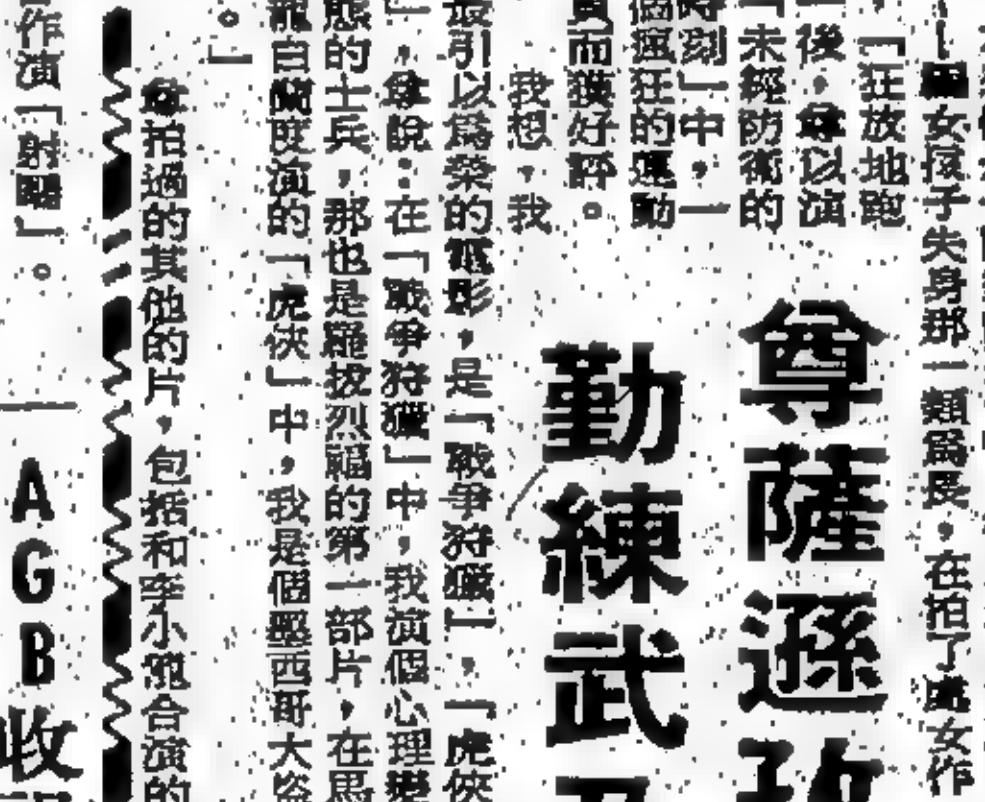 女孩子失身那一類爲長，在拍了處女作
，「狂放地跑
後，尊以演
「未經防衛的
時刻」中，一
個瘋狂的運動
員而獲好評。
我想，我
尊薩遜孜
勤練武
最引以爲榮的電影，是「戰爭狩獵」，「虎俠
」，尊說：在「戰爭狩獵」中，我演個心理變
態的士兵，那也是羅拔烈福的第一部片，在馬
龍白蘭度演的「虎俠」中，我是個墨西哥大盜
。」
尊拍過的其他的片，包括和李小龍合演的
作演「射鵰」。
AGB
收